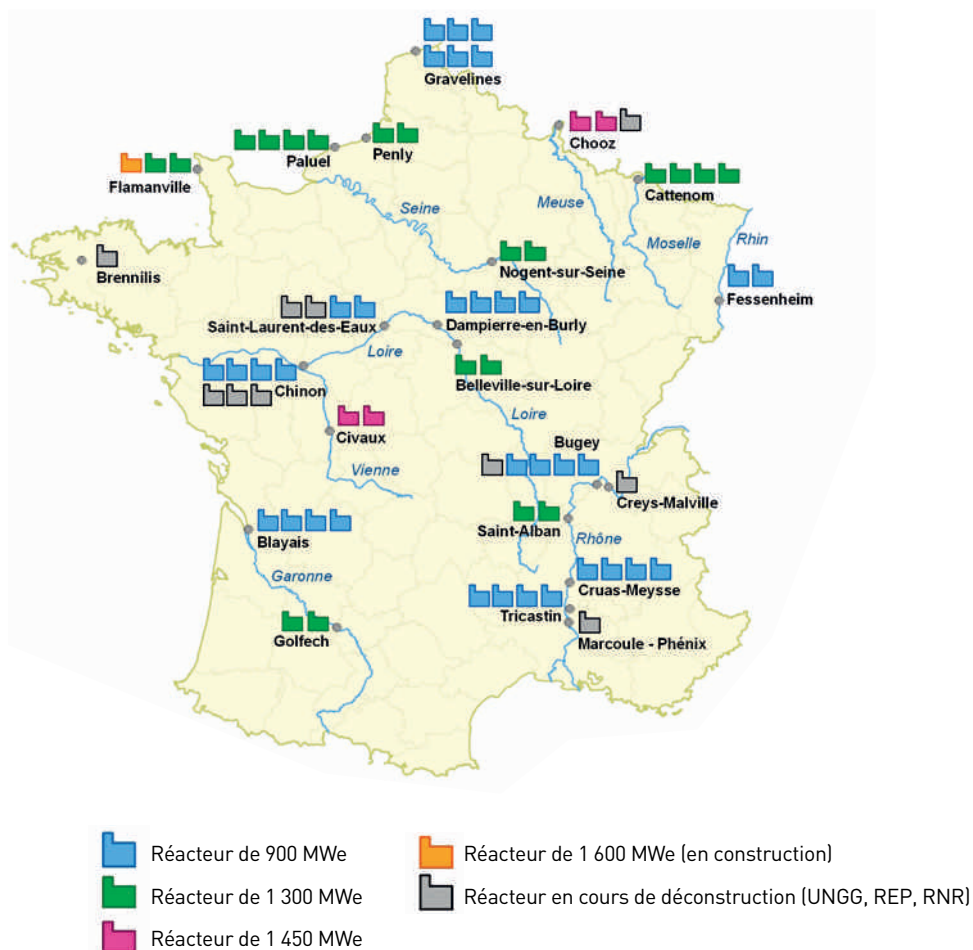 Gravelines
Chooz
Penly
Paluel
Cattenom
Flamanville
Seine
Meuse
Moselle
Rhin
Brennilis
Nogent-sur-Seine
Fessenheim
Saint-Laurent-des-Eaux
Dampierre-en-Burly
Loire
Chinon
Belleville-sur-Loire
Loire
Civaux
Bugey
Vienne
Creys-Malville
Saint-Alban
Blayais
Rhône
Garonne
Cruas-Meysse
Tricastin
Golfech
Marcoule - Phénix
Réacteur de 900 MWe
Réacteur de 1 600 MWe (en construction)
Réacteur de 1 300 MWe
Réacteur en cours de déconstruction (UNGG, REP, RNR)
Réacteur de 1 450 MWe